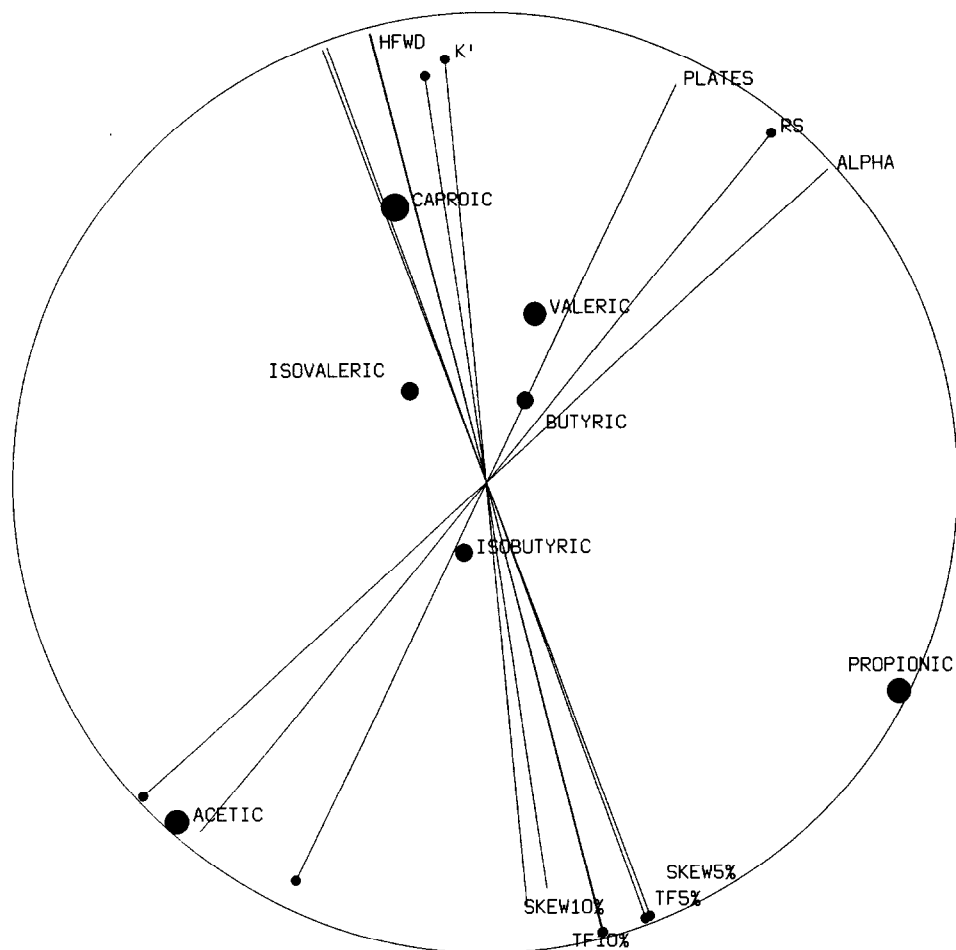 HFWD
K'
PLATES
RS
ALPHA
CAPROIC
VALERIC
ISOVALERIC
BUTYRIC
ISOBUTYRIC
PROPIONIC
ACETIC
SKEW5%
TF5%
SKEW10%
TF10%